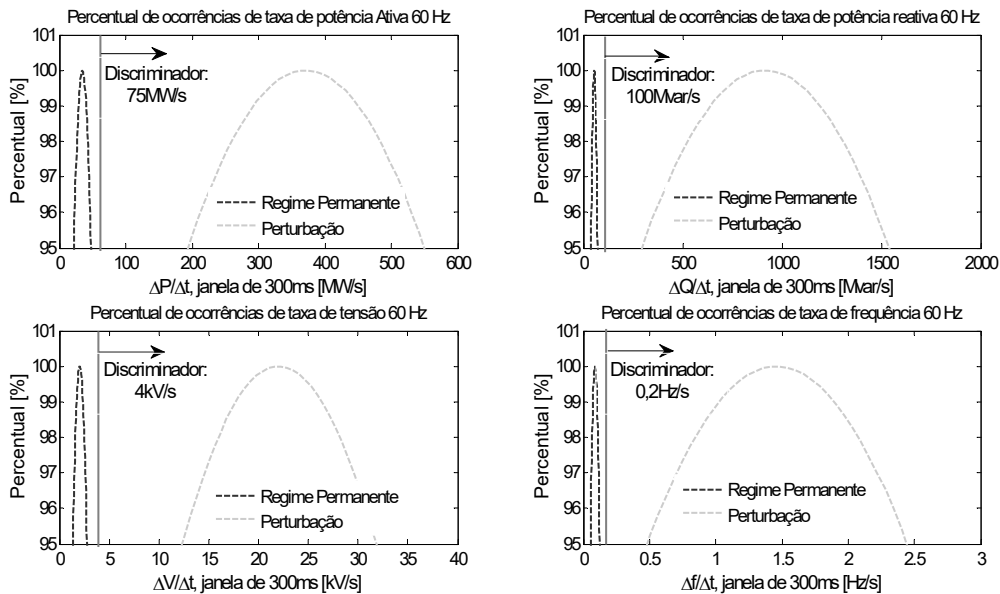 Percentual de ocorrências de taxa de potência Ativa 60 Hz
101
100
99
98
97
96
95
Percentual [%]
Discriminador:
75MW/s
Regime Permanente
Perturbação
0 100 200 300 400 500 600
ΔP/Δt, janela de 300ms [MW/s]
Percentual de ocorrências de taxa de potência reativa 60 Hz
101
100
99
98
97
96
95
Percentual [%]
Discriminador:
100Mvar/s
Regime Permanente
Perturbação
0 500 1000 1500 2000
ΔQ/Δt, janela de 300ms [Mvar/s]
Percentual de ocorrências de taxa de tensão 60 Hz
101
100
99
98
97
96
95
Percentual [%]
Discriminador:
4kV/s
Regime Permanente
Perturbação
0 5 10 15 20 25 30 35 40
ΔV/Δt, janela de 300ms [kV/s]
Percentual de ocorrências de taxa de frequência 60 Hz
101
100
99
98
97
96
95
Percentual [%]
Discriminador:
0,2Hz/s
Regime Permanente
Perturbação
0 0.5 1 1.5 2 2.5 3
Δf/Δt, janela de 300ms [Hz/s]